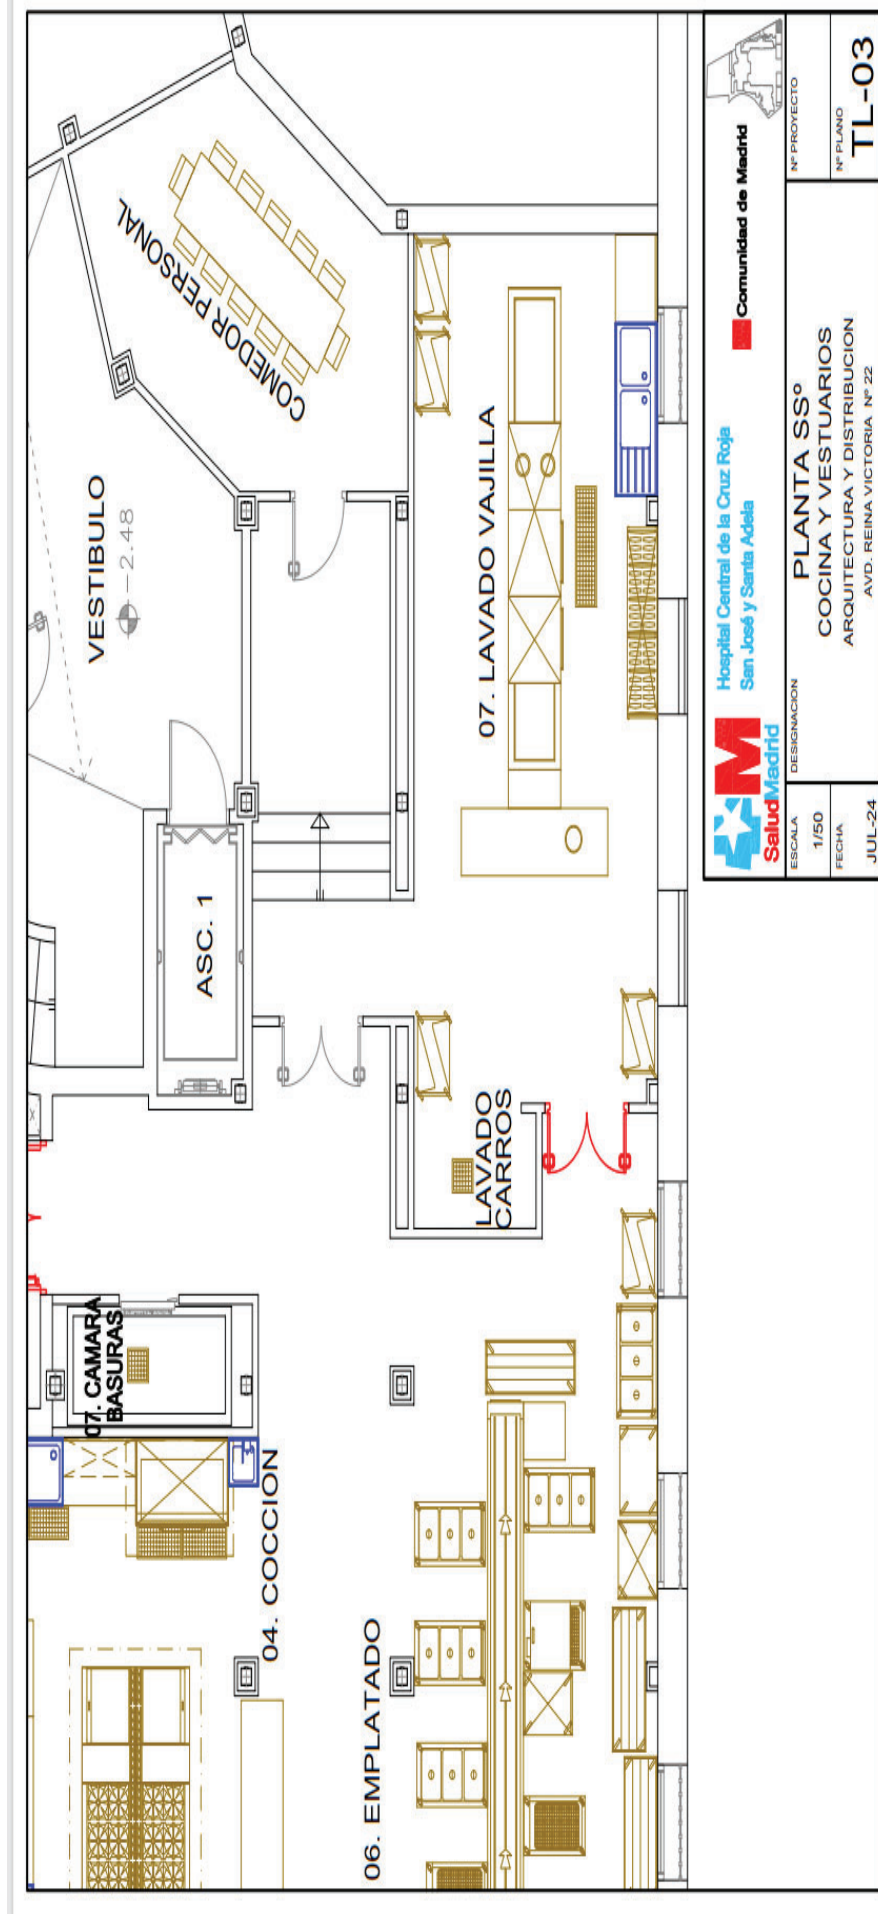 COMEDOR PERSONAL
VESTIBULO
-2.48
ASC. 1
07. LAVADO VAJILLA
LAVADO
CARROS
07. CAMARA
BASURAS
04. COCCION
06. EMPLATADO
SaludMadrid
Hospital Central de la Cruz Roja
San José y Santa Adela
Comunidad de Madrid
ESCALA
1/50
FECHA
JUL-24
DESIGNACION
PLANTA SSº
COCINA Y VESTUARIOS
ARQUITECTURA Y DISTRIBUCION
AVD. REINA VICTORIA Nº 22
Nº PROYECTO
Nº PLANO
TL-03